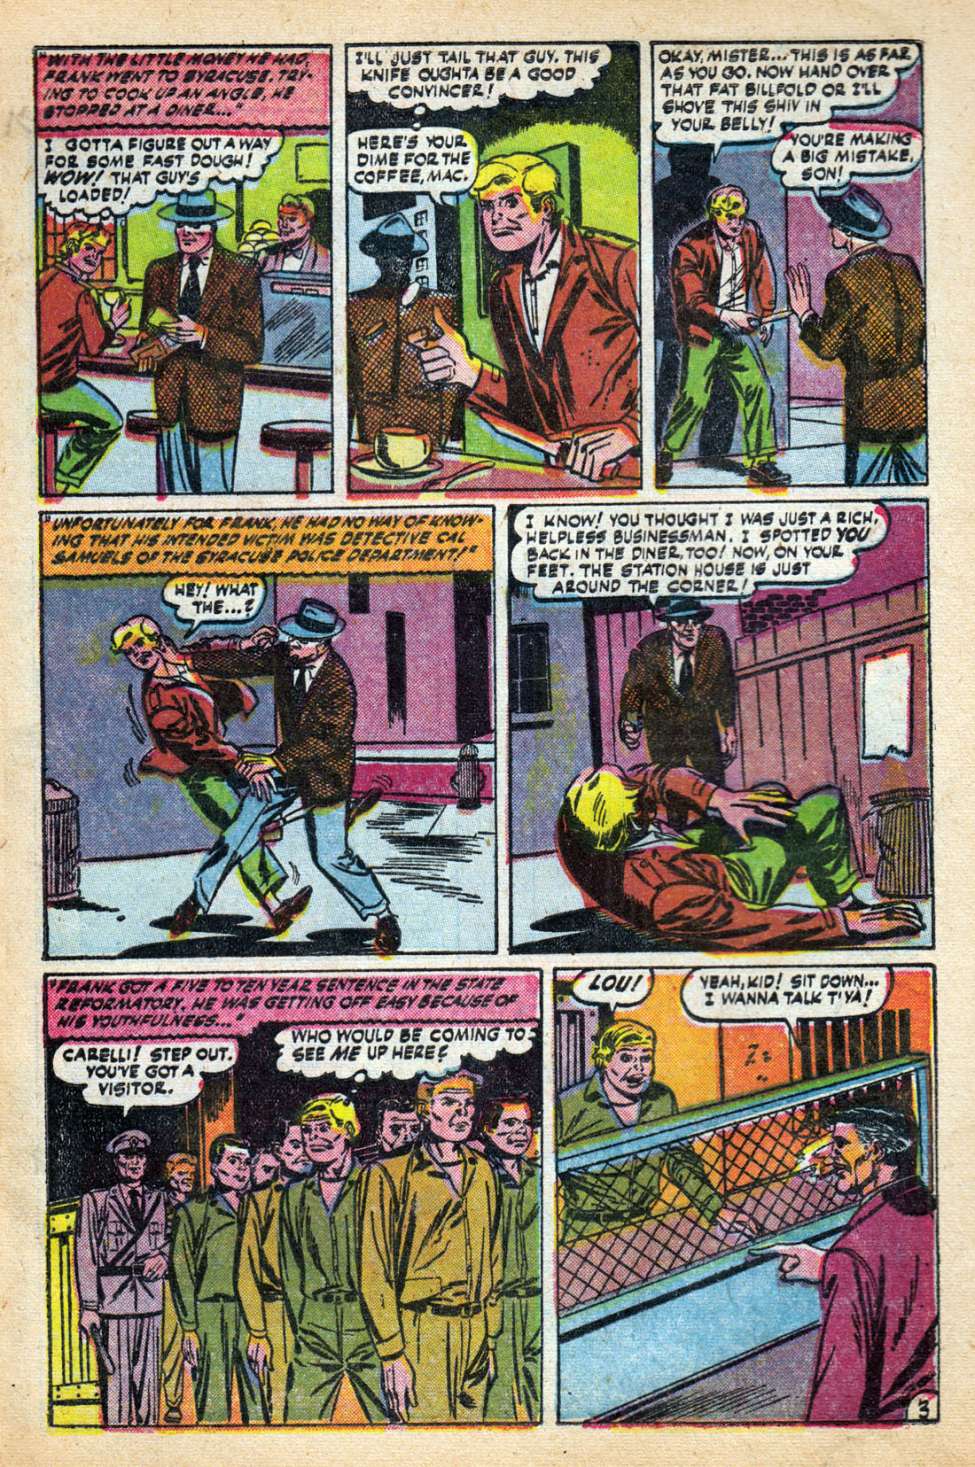 "WITH THE LITTLE MONEY HE HAD,
FRANK WENT TO SYRACUSE. TRY-
ING TO COOK UP AN ANGLE, HE
STOPPED AT A DINER..."
I GOTTA FIGURE OUT A WAY
FOR SOME FAST DOUGH!
WOW! THAT GUY'S
LOADED!
I'LL JUST TAIL THAT GUY. THIS
KNIFE OUGHTA BE A GOOD
CONVINCER!
HERE'S YOUR
DIME FOR THE
COFFEE, MAC.
OKAY, MISTER... THIS IS AS FAR
AS YOU GO. NOW HAND OVER
THAT FAT BILLFOLD OR I'LL
SHOVE THIS SHIV IN
YOUR BELLY!
YOU'RE MAKING
A BIG MISTAKE,
SON!
"UNFORTUNATELY FOR FRANK, HE HAD NO WAY OF KNOW-
ING THAT HIS INTENDED VICTIM WAS DETECTIVE CAL
SAMUELS OF THE SYRACUSE POLICE DEPARTMENT!"
HEY! WHAT
THE...?
I KNOW! YOU THOUGHT I WAS JUST A RICH,
HELPLESS BUSINESSMAN. I SPOTTED YOU
BACK IN THE DINER, TOO! NOW, ON YOUR
FEET. THE STATION HOUSE IS JUST
AROUND THE CORNER!
"FRANK GOT A FIVE TO TEN YEAR SENTENCE IN THE STATE
REFORMATORY. HE WAS GETTING OFF EASY BECAUSE OF
HIS YOUTHFULNESS..."
CARELLI! STEP OUT.
YOU'VE GOT A
VISITOR.
WHO WOULD BE COMING TO
SEE ME UP HERE?
LOU!
YEAH, KID! SIT DOWN...
I WANNA TALK T'YA!
3